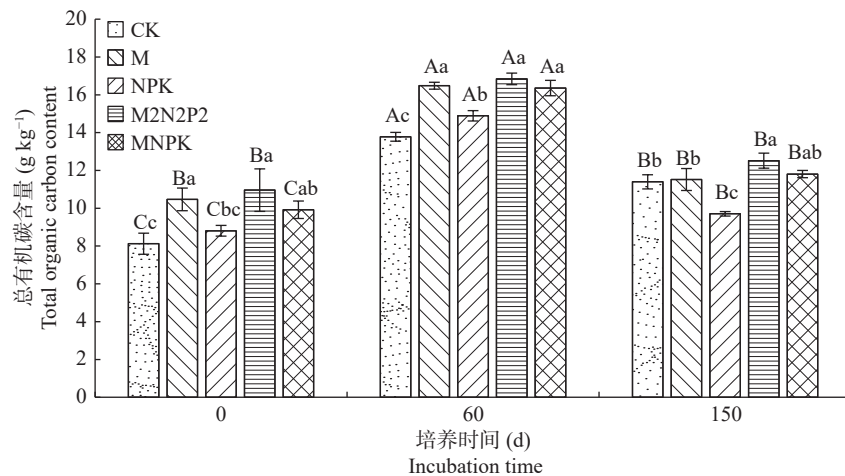 总有机碳含量 (g kg⁻¹)
Total organic carbon content
20
18
16
14
12
10
8
6
4
2
0
CK
M
NPK
M2N2P2
MNPK
Cc
Ba
Cbc
Ba
Cab
Ac
Aa
Ab
Aa
Aa
Bb
Bb
Bc
Ba
Bab
0
60
150
培养时间 (d)
Incubation time